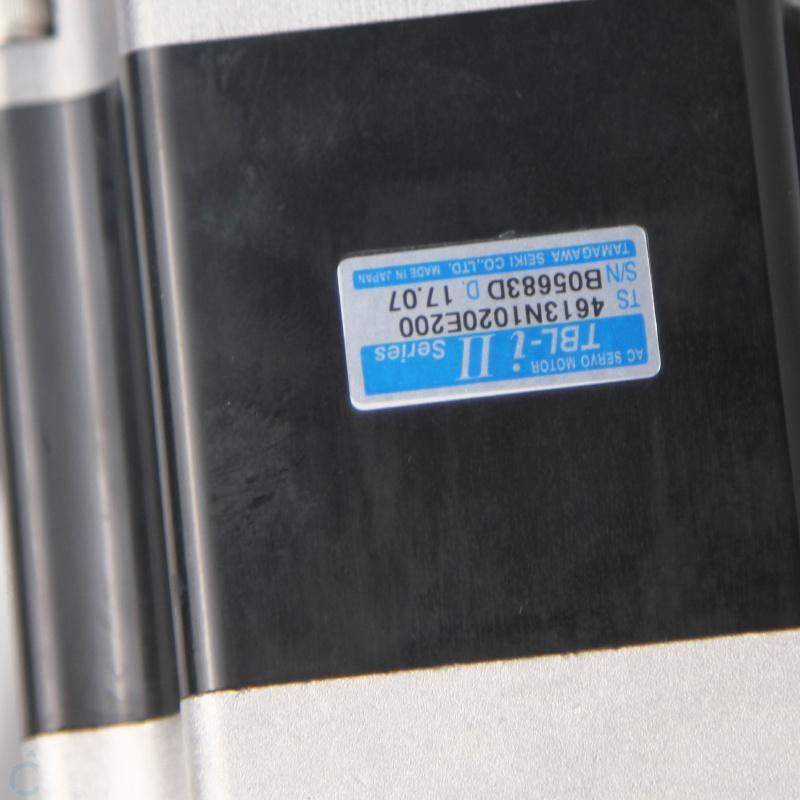 AC SERVO MOTOR
TBL-i II Series
TS 4613N1020E200
S/N B05683D D. 17.07
TAMAGAWA SEIKI CO.,LTD. MADE IN JAPAN